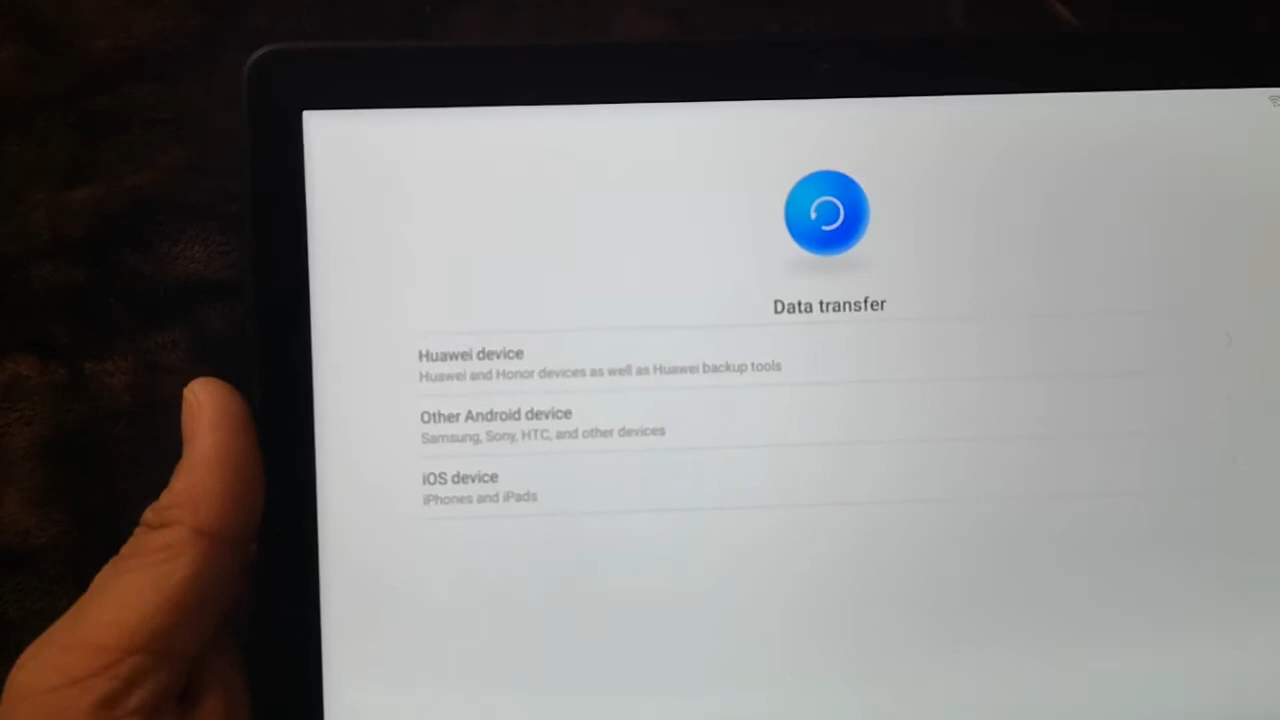 Data transfer
Huawei device
Huawei and Honor devices as well as Huawei backup tools
Other Android device
Samsung, Sony, HTC, and other devices
iOS device
iPhones and iPads